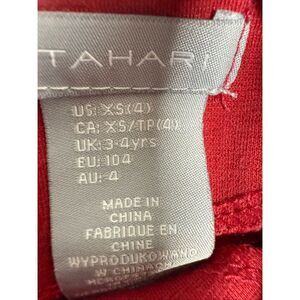 TAHARI
US: XS(4)
CA: XS/TP(4)
UK: 3-4yrs
EU: 104
AU: 4
MADE IN
CHINA
FABRIQUE EN
CHINE
WYPRODUKOWANO
W CHINACH